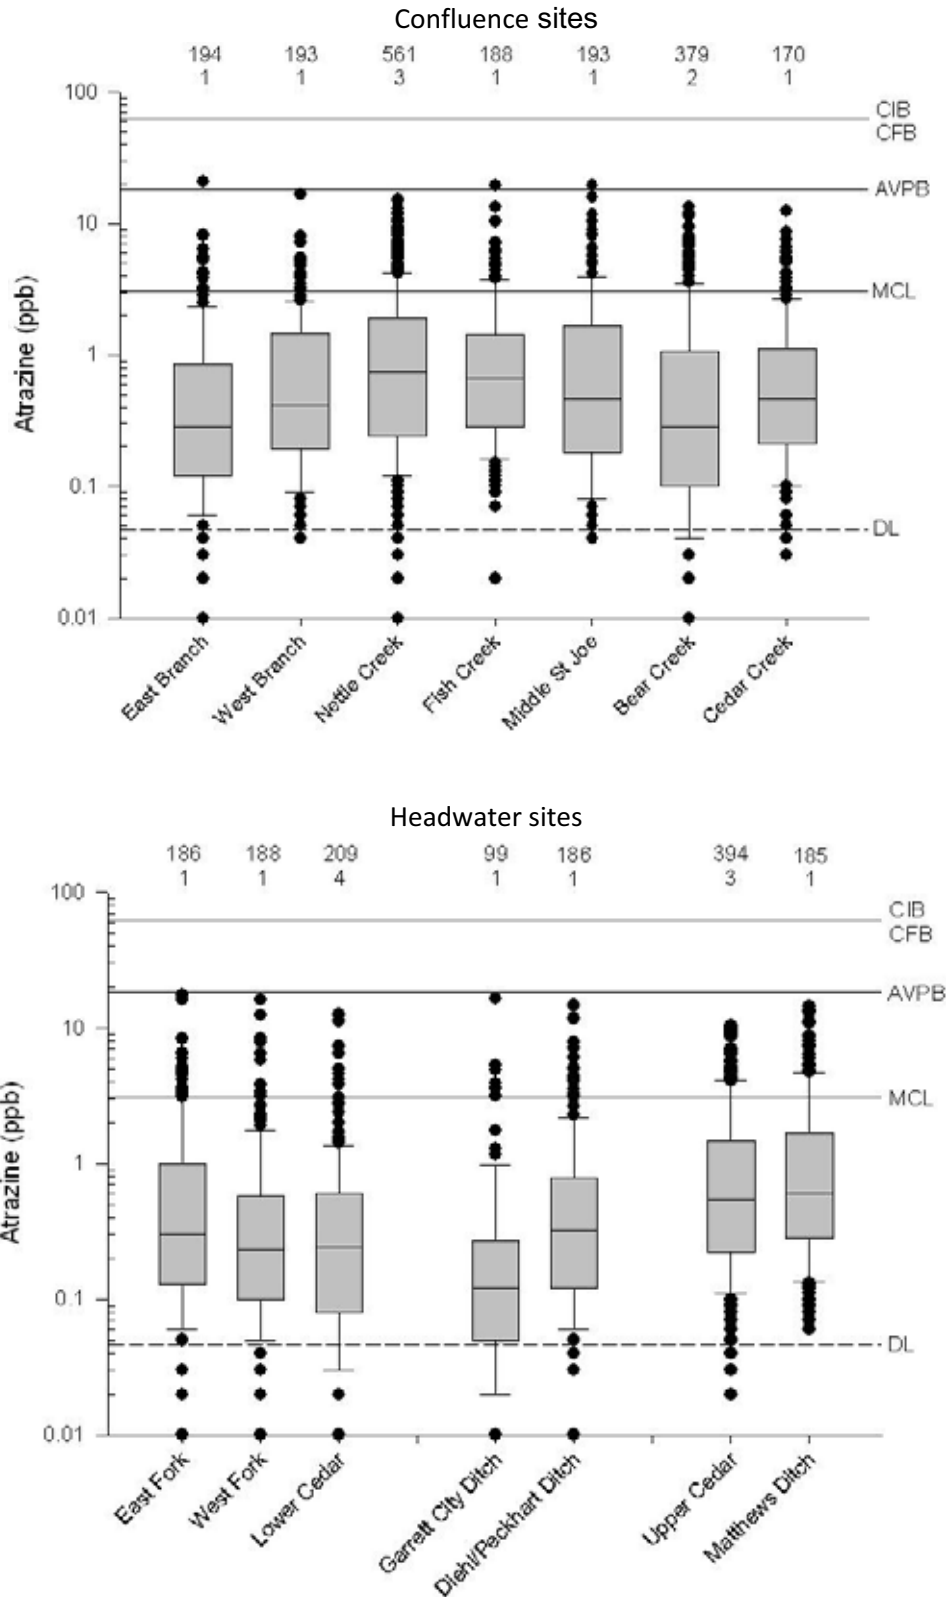 Confluence sites
194 193 561 188 193 379 170
1 1 3 1 1 2 1
100
CIB
CFB
AVPB
10
MCL
Atrazine (ppb)
1
0.1
DL
0.01
East Branch
West Branch
Nettle Creek
Fish Creek
Middle St Joe
Bear Creek
Cedar Creek
Headwater sites
186 188 209 99 186 394 185
1 1 4 1 1 3 1
100
CIB
CFB
AVPB
10
MCL
Atrazine (ppb)
1
0.1
DL
0.01
East Fork
West Fork
Lower Cedar
Garrett City Ditch
Diehl/Peckhart Ditch
Upper Cedar
Matthews Ditch